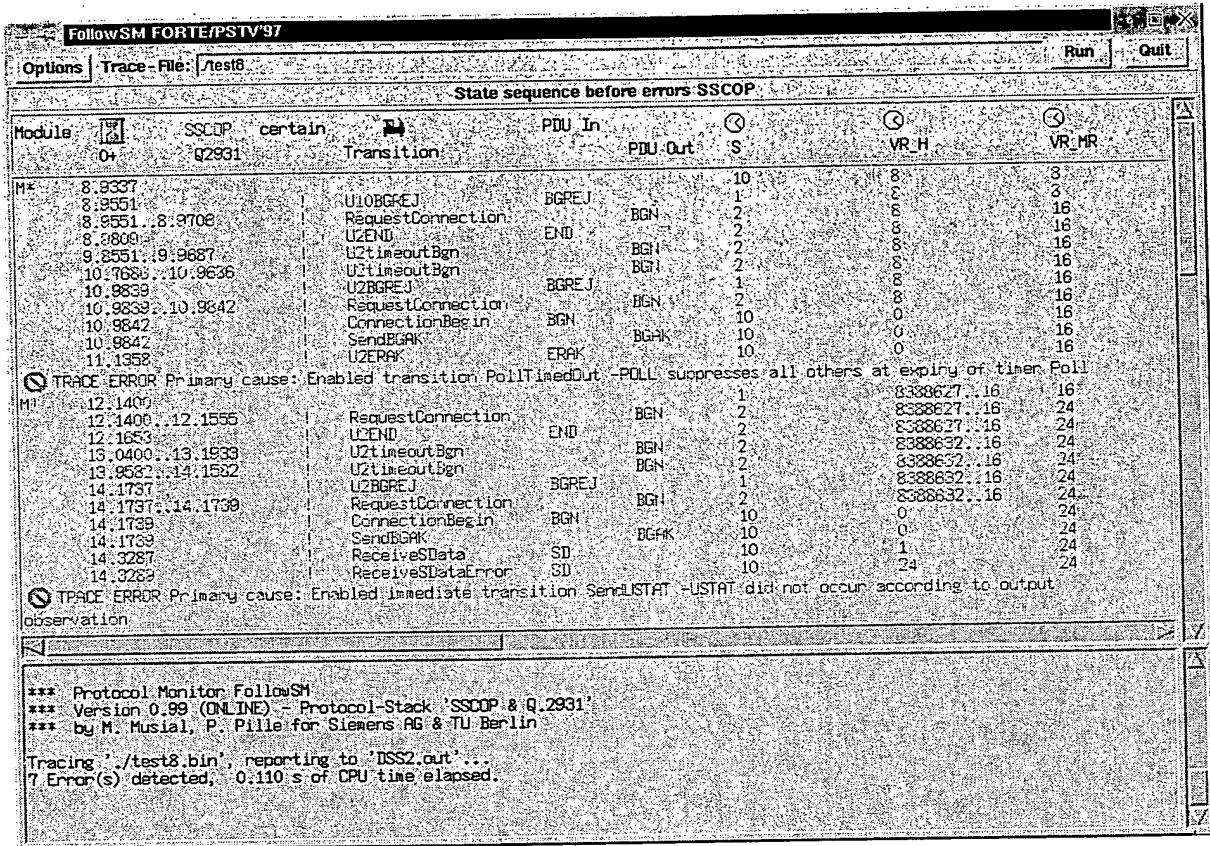 FollowSM FORTE/PSTV'97
Options Trace-File: ./test8 Run Quit
State sequence before errors SSCOP
Module SSCOP certain PDU In
0+ Q2931 Transition PDU Out S VR_H VR_MR
M* 8.9337 10 8 8
8.9551 U10BGREJ BGREJ 1 8 8
8.9551..8.9706 RequestConnection BGN 2 8 16
8.9809 U2END END 2 8 16
9.8551..9.9687 U2timeoutBgn BGN 2 8 16
10.7686..10.9636 U2timeoutBgn BGN 2 8 16
10.9839 U2BGREJ BGREJ 1 8 16
10.9839..10.9842 RequestConnection BGN 2 8 16
10.9842 ConnectionBegin BGN 10 0 16
10.9842 SendBGAK BGAK 10 0 16
11.1358 U2ERAK ERAK 10 0 16
TRACE ERROR Primary cause: Enabled transition PollTimedOut -POLL suppresses all others at expiry of timer Poll
12.1400 1 8388627..16 16
12.1400..12.1555 RequestConnection BGN 2 8388627..16 24
12.1653 U2END END 2 8388627..16 24
13.0400..13.1933 U2timeoutBgn BGN 2 8388632..16 24
13.9582..14.1582 U2timeoutBgn BGN 2 8388632..16 24
14.1737 U2BGREJ BGREJ 1 8388632..16 24
14.1737..14.1739 RequestConnection BGN 2 8388632..16 24
14.1739 ConnectionBegin BGN 10 0 24
14.1739 SendBGAK BGAK 10 0 24
14.3287 ReceiveSData SD 10 1 24
14.3289 ReceiveSDataError SD 10 24 24
TRACE ERROR Primary cause: Enabled immediate transition SendUSTAT -USTAT did not occur according to output
observation
*** Protocol Monitor FollowSM
*** Version 0.99 (ONLINE) - Protocol-Stack 'SSCOP & Q.2931'
*** by M. Musial, P. Pille for Siemens AG & TU Berlin
Tracing './test8.bin', reporting to 'DSS2.out'...
7 Error(s) detected, 0.110 s of CPU time elapsed.